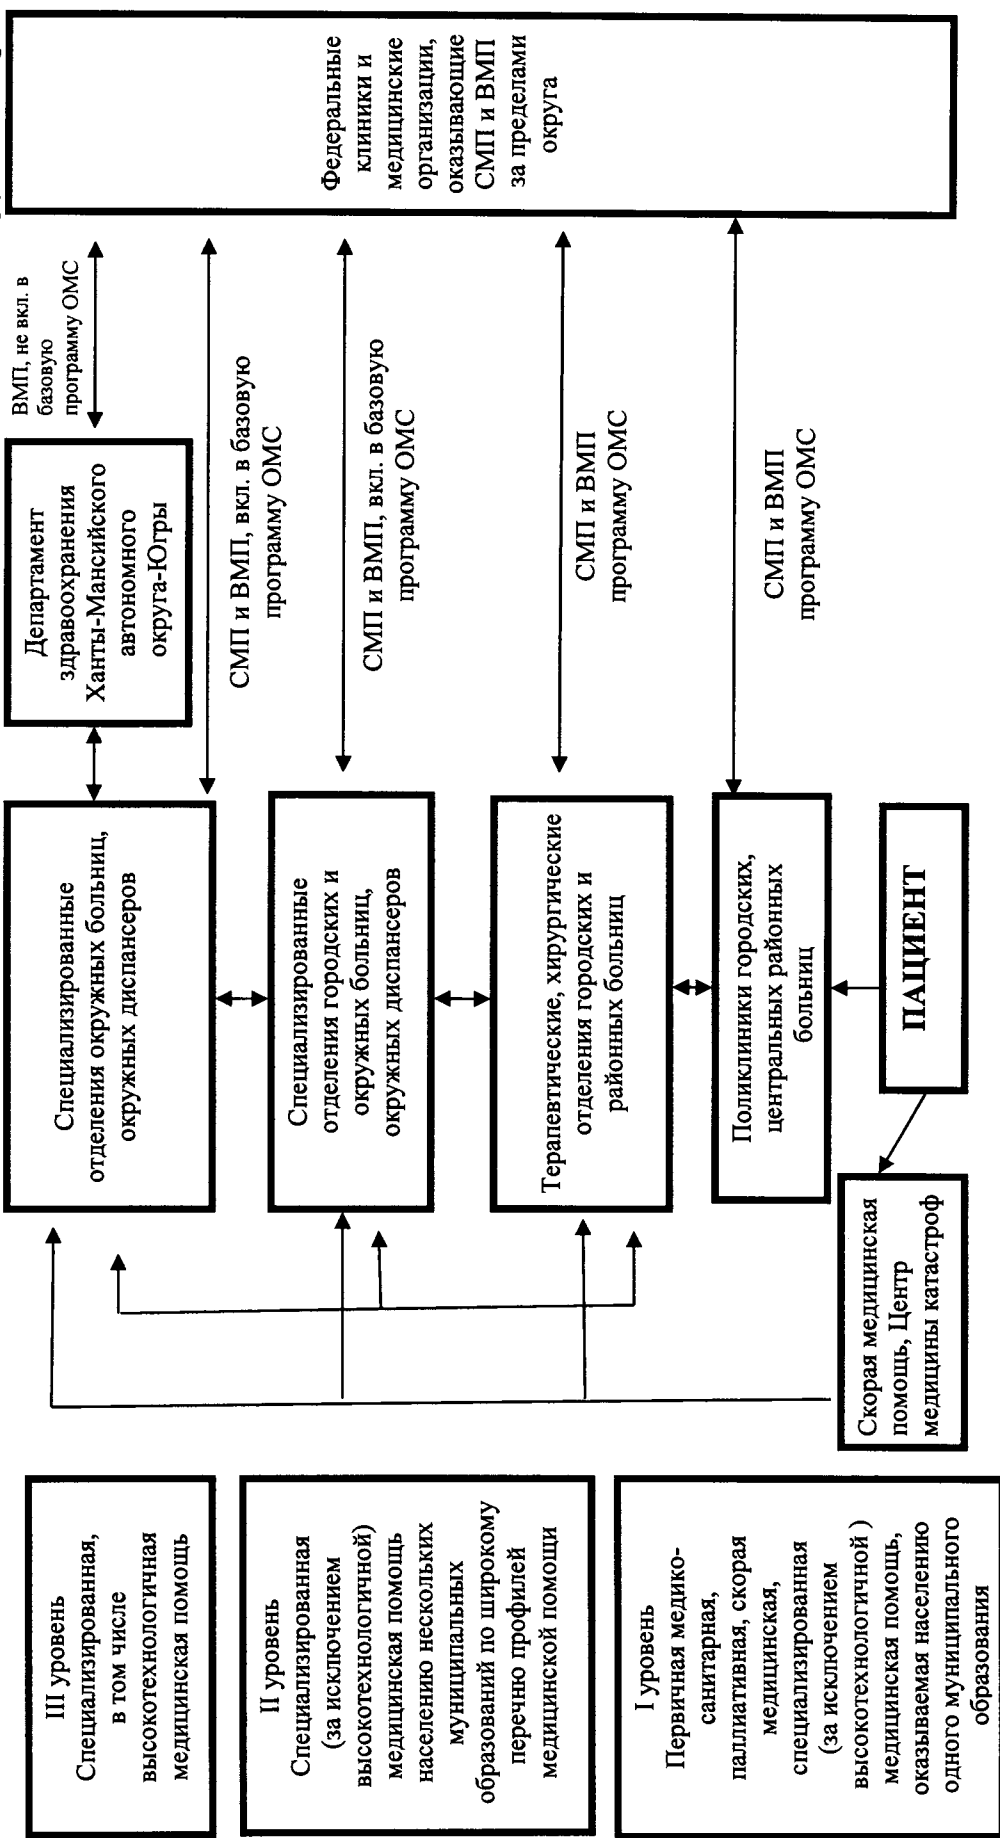 III уровень
Специализированная,
в том числе
высокотехнологичная
медицинская помощь
II уровень
Специализированная
(за исключением
высокотехнологичной)
медицинская помощь
населению нескольких
муниципальных
образований по широкому
перечню профилей
медицинской помощи
I уровень
Первичная медико-
санитарная,
паллиативная, скорая
медицинская,
специализированная
(за исключением
высокотехнологичной )
медицинская помощь,
оказываемая населению
одного муниципального
образования
Специализированные
отделения окружных больниц,
окружных диспансеров
Специализированные
отделения городских и
окружных больниц,
окружных диспансеров
Терапевтические, хирургические
отделения городских и
районных больниц
Поликлиники городских,
центральных районных
больниц
Скорая медицинская
помощь, Центр
медицины катастроф
ПАЦИЕНТ
Департамент
здравоохранения
Ханты-Мансийского
автономного
округа-Югры
ВМП, не вкл. в
базовую
программу ОМС
СМП и ВМП, вкл. в базовую
программу ОМС
СМП и ВМП, вкл. в базовую
программу ОМС
СМП и ВМП
программу ОМС
СМП и ВМП
программу ОМС
Федеральные
клиники и
медицинские
организации,
оказывающие
СМП и ВМП
за пределами
округа